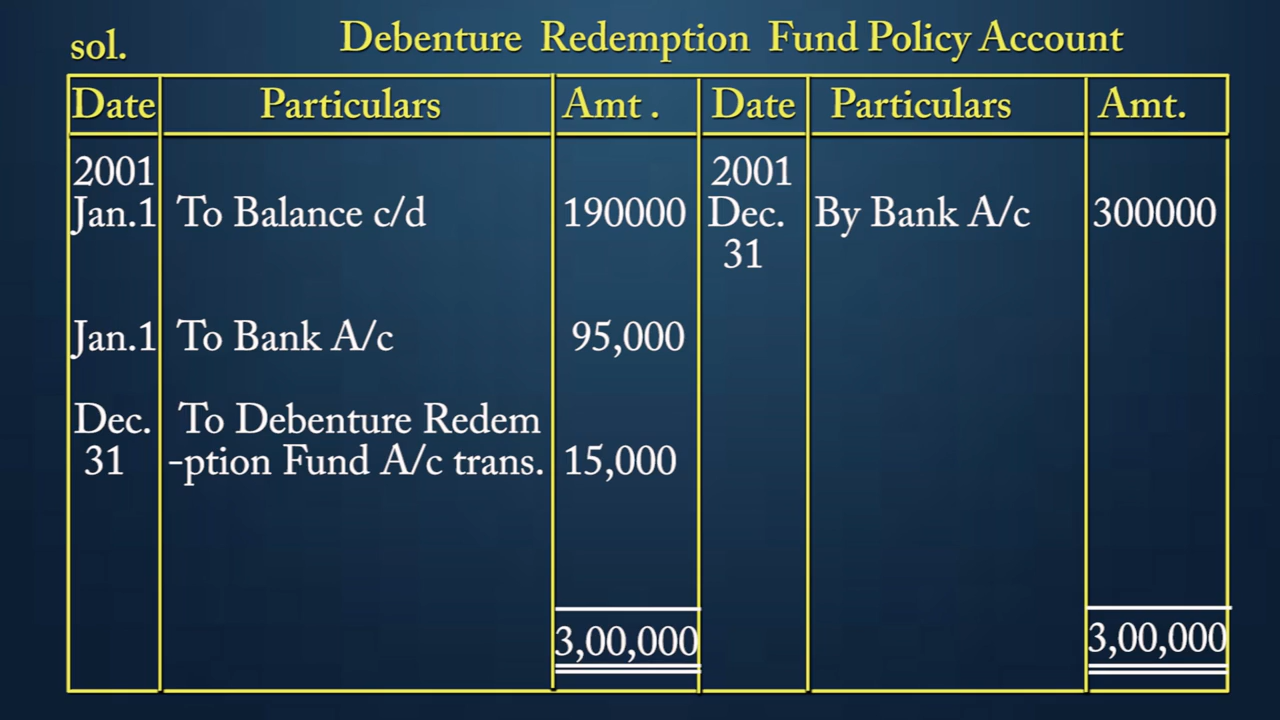 sol. Debenture Redemption Fund Policy Account
Date Particulars Amt . Date Particulars Amt.
2001 2001
Jan.1 To Balance c/d 190000 Dec. By Bank A/c 300000
31
Jan.1 To Bank A/c 95,000
Dec. To Debenture Redem
31 -ption Fund A/c trans. 15,000
3,00,000 3,00,000